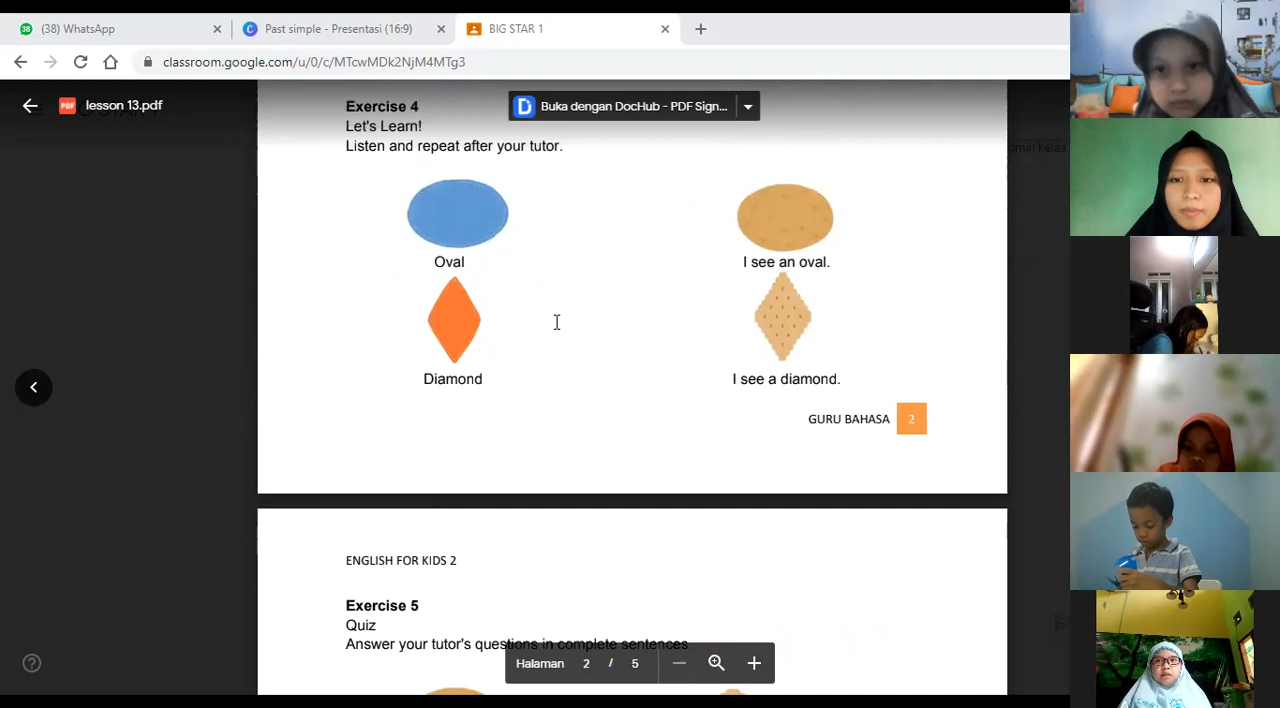 (38) WhatsApp
Past simple - Presentasi (16:9)
BIG STAR 1
classroom.google.com/u/0/c/MTcwMDk2NjM4MTg3
PDF
lesson 13.pdf
Exercise 4
Buka dengan DocHub - PDF Sign...
Let's Learn!
Listen and repeat after your tutor.
Oval
I see an oval.
Diamond
I see a diamond.
GURU BAHASA 2
ENGLISH FOR KIDS 2
Exercise 5
Quiz
Answer your tutor's questions in complete sentences.
Halaman 2 / 5